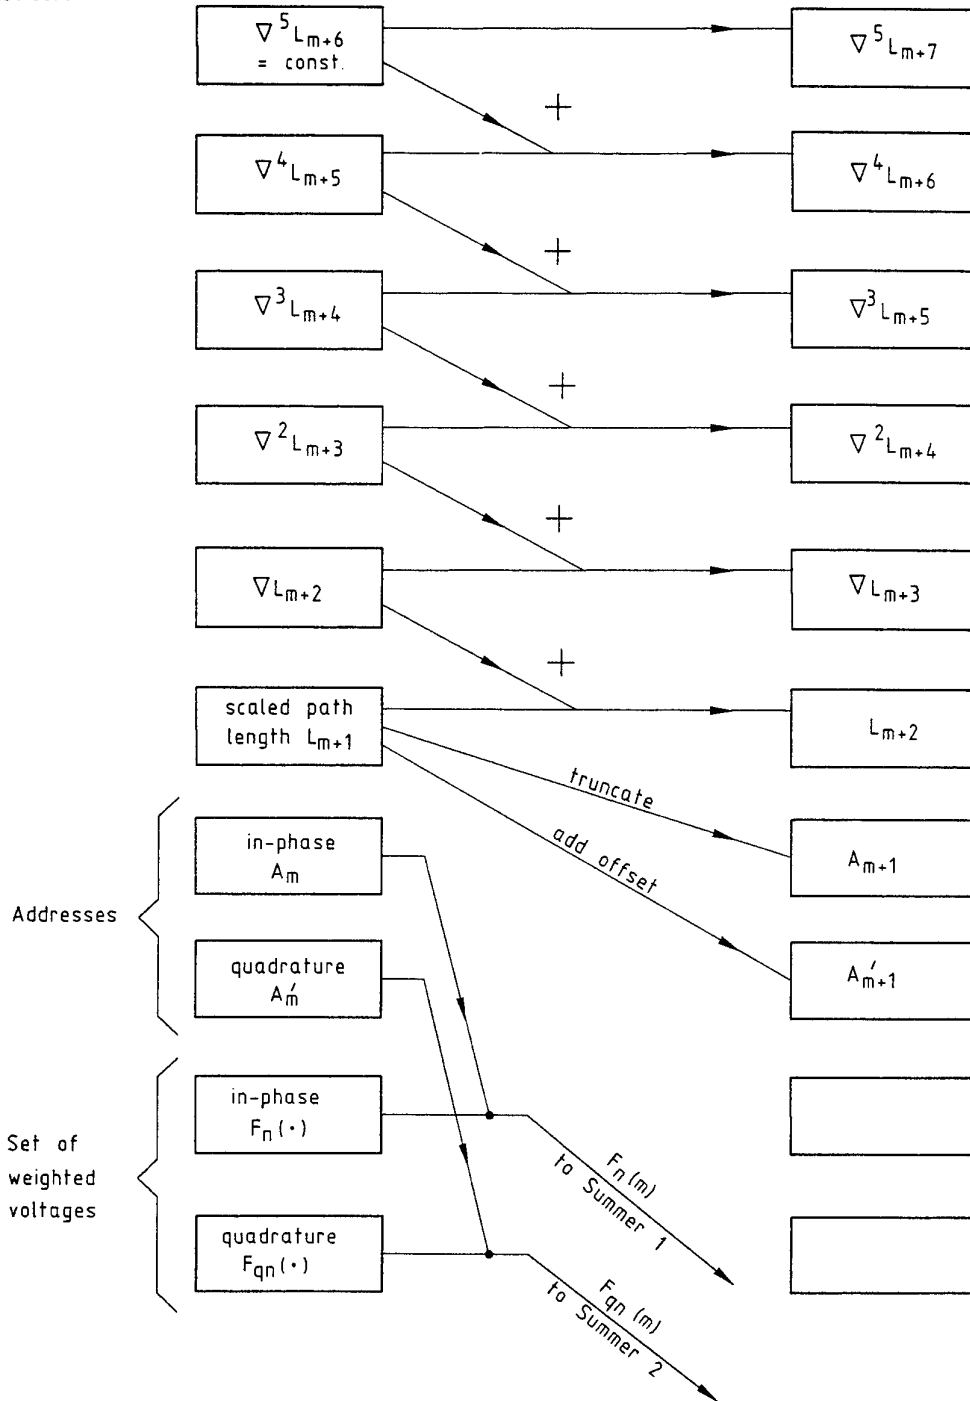 ∇⁵Lₘ₊₆
= const.
∇⁵Lₘ₊₇
+
∇⁴Lₘ₊₅
∇⁴Lₘ₊₆
+
∇³Lₘ₊₄
∇³Lₘ₊₅
+
∇²Lₘ₊₃
∇²Lₘ₊₄
+
∇Lₘ₊₂
∇Lₘ₊₃
+
scaled path
length Lₘ₊₁
Lₘ₊₂
truncate
add offset
Addresses
in-phase
Aₘ
Aₘ₊₁
quadrature
A′ₘ
A′ₘ₊₁
Set of
weighted
voltages
in-phase
Fₙ(·)
Fₙ(m)
to Summer 1
quadrature
F_qn(·)
F_qn(m)
to Summer 2